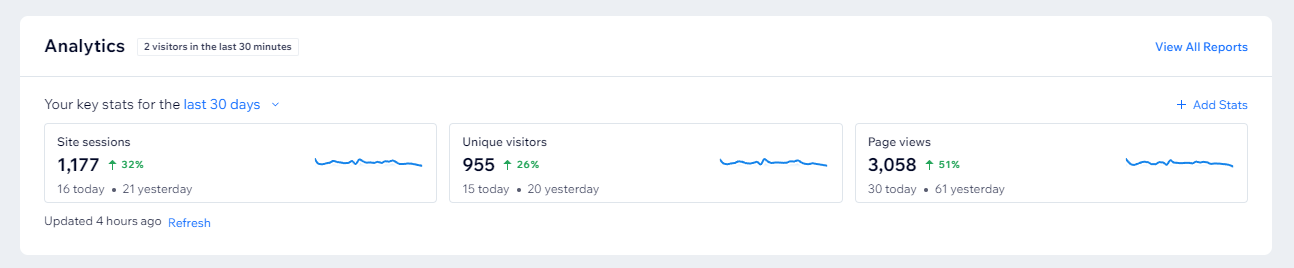 Analytics 2 visitors in the last 30 minutes View All Reports
Your key stats for the last 30 days + Add Stats
Site sessions
1,177 ↑ 32%
16 today • 21 yesterday
Unique visitors
955 ↑ 26%
15 today • 20 yesterday
Page views
3,058 ↑ 51%
30 today • 61 yesterday
Updated 4 hours ago Refresh